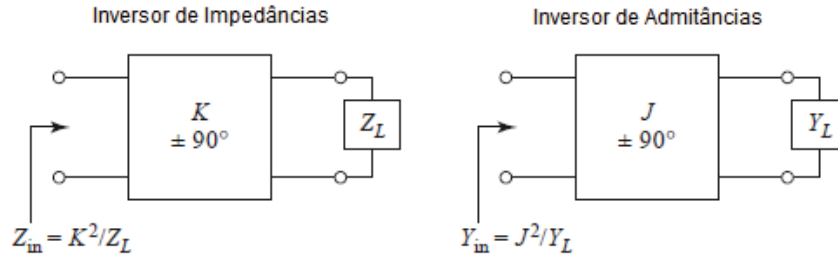 Inversor de Impedâncias
K
± 90°
Z_L
Z_in = K²/Z_L
Inversor de Admitâncias
J
± 90°
Y_L
Y_in = J²/Y_L